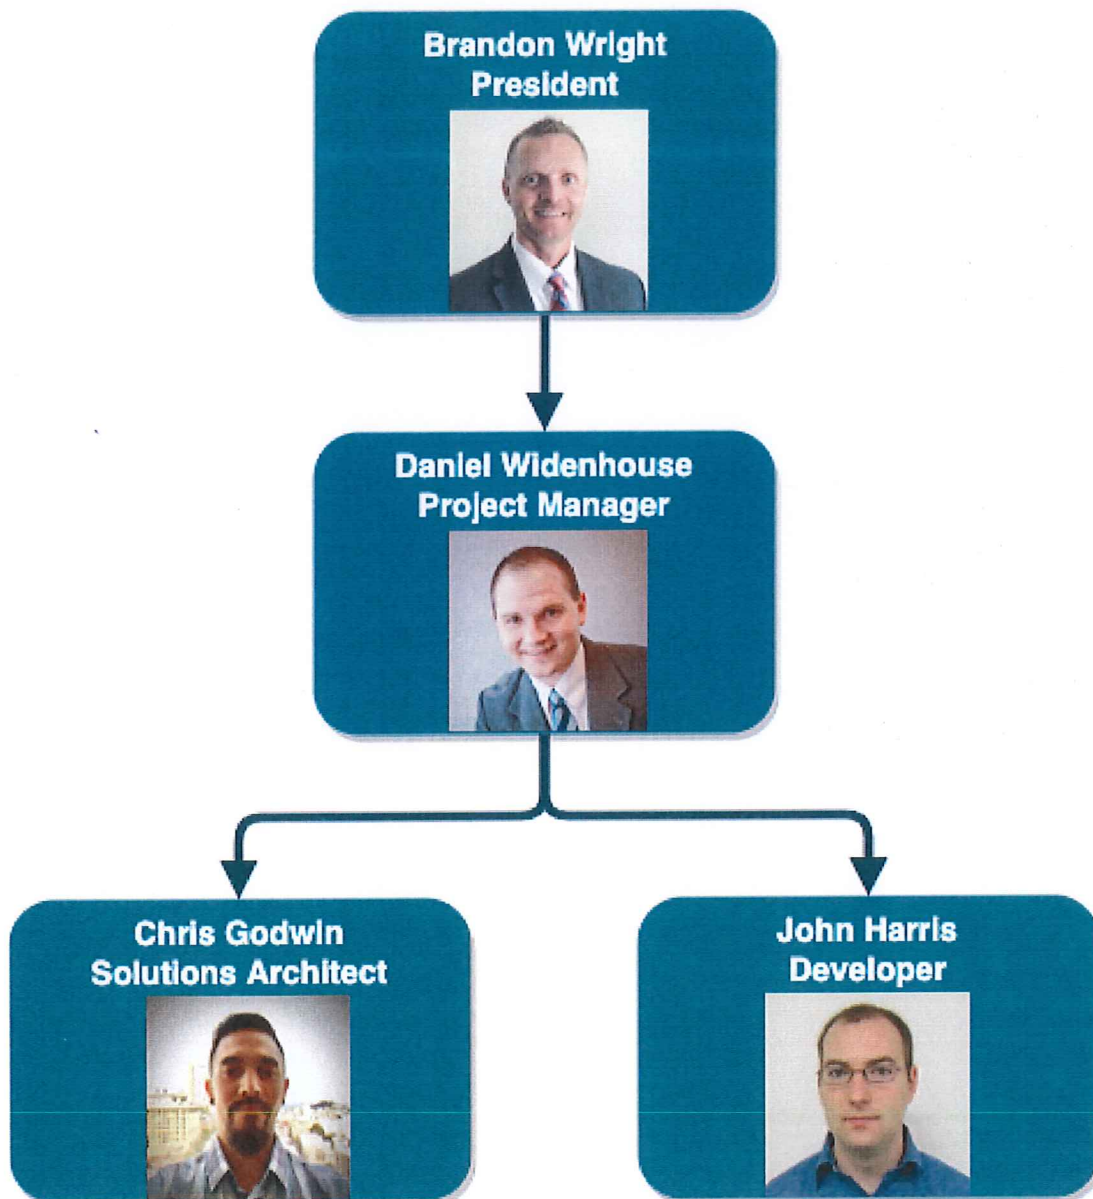 Brandon Wright
President
Daniel Widenhouse
Project Manager
Chris Godwin
Solutions Architect
John Harris
Developer